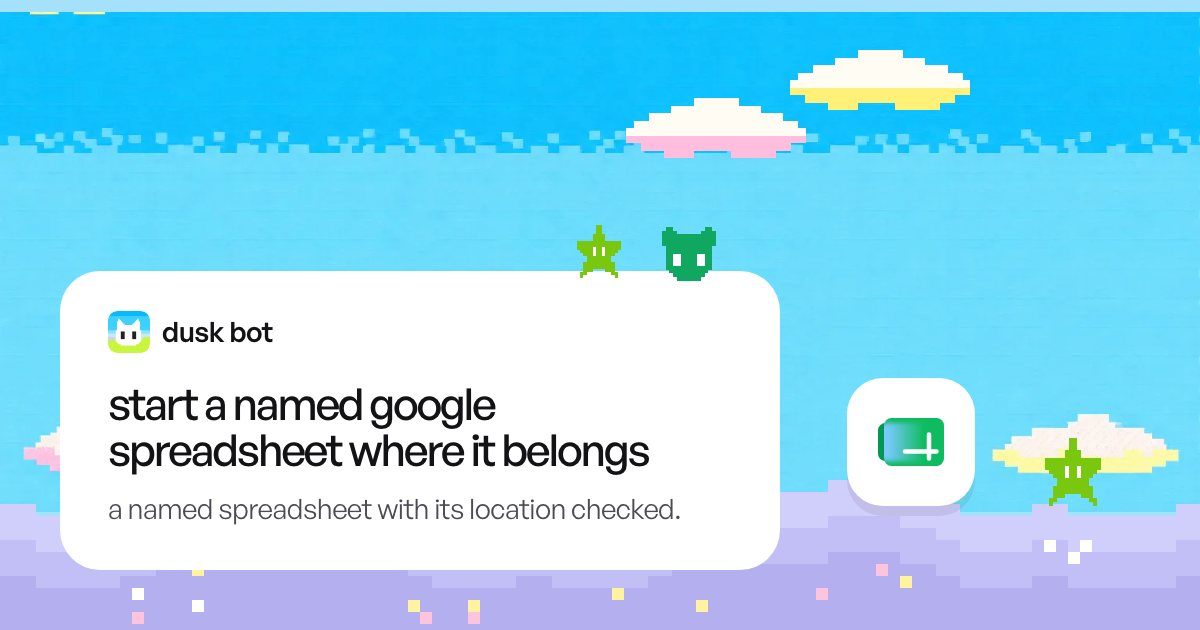 dusk bot
start a named google
spreadsheet where it belongs
a named spreadsheet with its location checked.